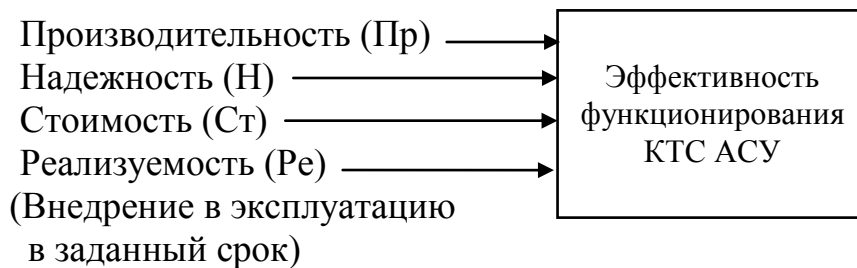 Производительность (Пр)
Надежность (Н)
Стоимость (Ст)
Реализуемость (Ре)
(Внедрение в эксплуатацию
в заданный срок)
Эффективность
функционирования
КТС АСУ